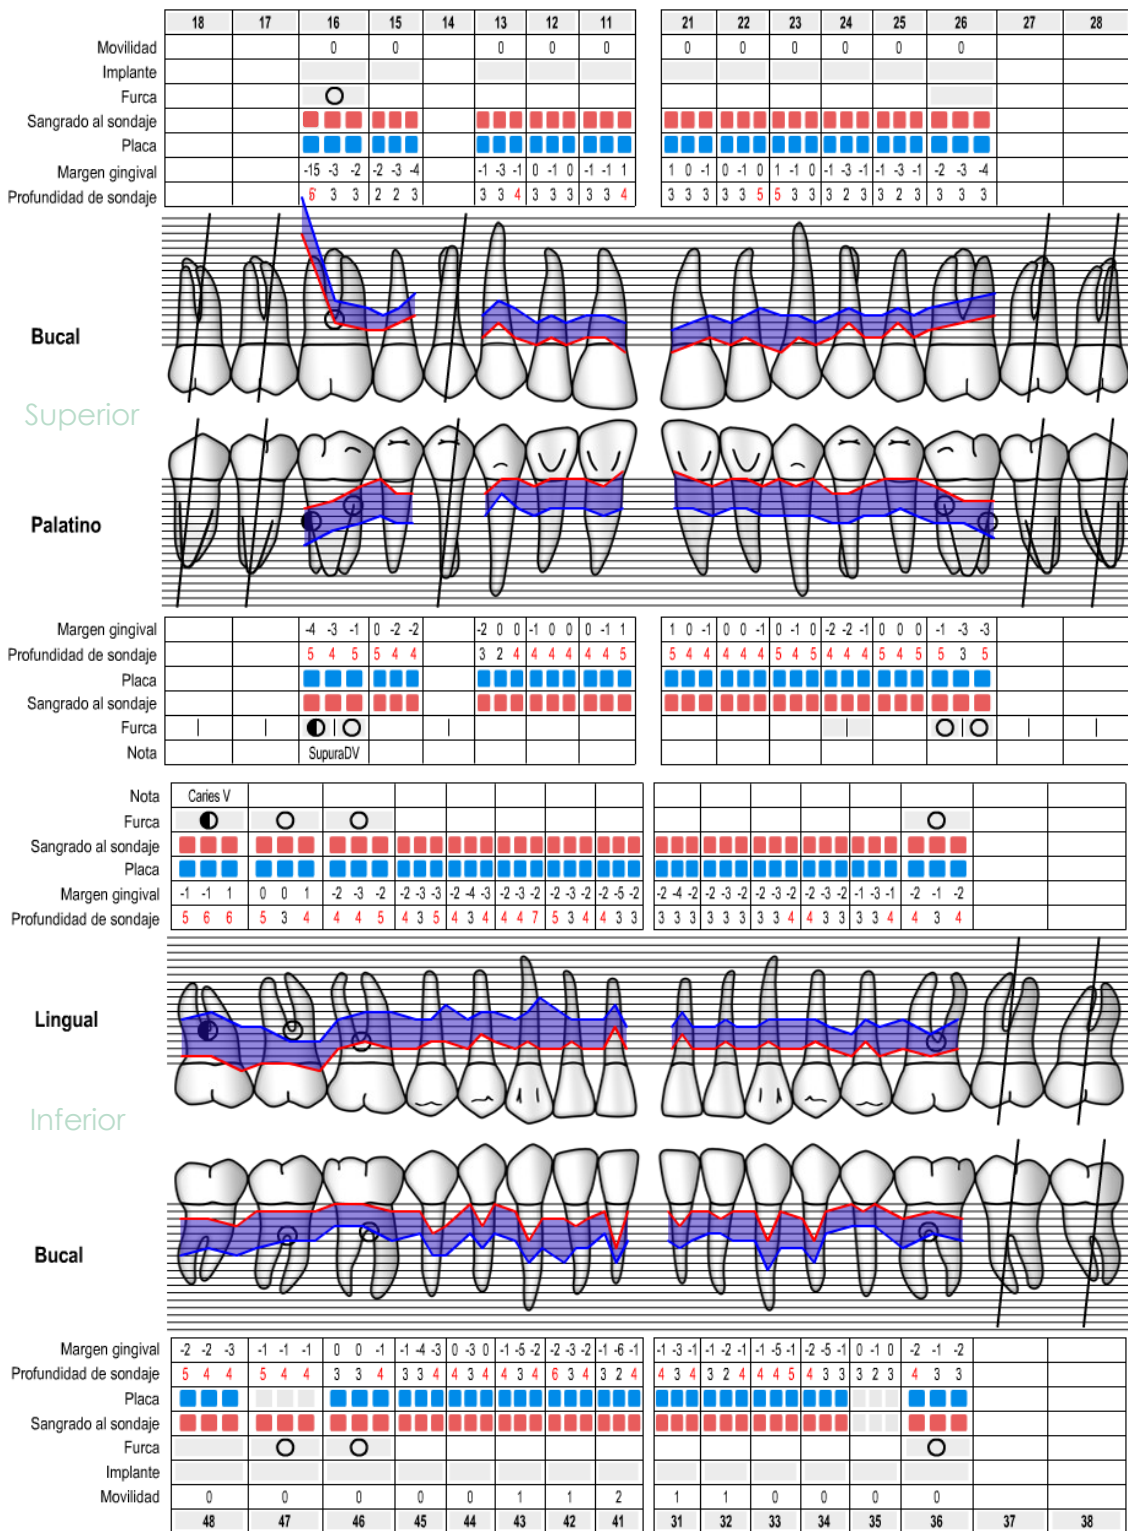 18 17 16 15 14 13 12 11 21 22 23 24 25 26 27 28
Movilidad 0 0 0 0 0 0 0 0 0 0 0
Implante
Furca
Sangrado al sondaje
Placa
Margen gingival -15 -3 -2 -2 -3 -4 -1 -3 -1 0 -1 0 -1 -1 1 1 0 -1 0 -1 0 1 -1 0 -1 -3 -1 -1 -3 -1 -2 -3 -4
Profundidad de sondaje 6 3 3 2 2 3 3 3 4 3 3 3 3 3 4 3 3 3 3 3 5 5 3 3 3 2 3 3 2 3 3 3 3
Bucal
Superior
Palatino
Margen gingival -4 -3 -1 0 -2 -2 -2 0 0 -1 0 0 0 -1 1 1 0 -1 0 0 -1 0 -1 0 -2 -2 -1 0 0 0 -1 -3 -3
Profundidad de sondaje 5 4 5 5 4 4 3 2 4 4 4 4 4 4 5 5 4 4 4 4 4 5 4 5 4 4 4 5 4 5 5 3 5
Placa
Sangrado al sondaje
Furca
Nota SupuraDV
Nota Caries V
Furca
Sangrado al sondaje
Placa
Margen gingival -1 -1 1 0 0 1 -2 -3 -2 -2 -3 -3 -2 -4 -3 -2 -3 -2 -2 -3 -2 -2 -5 -2 -2 -4 -2 -2 -3 -2 -2 -3 -2 -2 -3 -2 -1 -3 -1 -2 -1 -2
Profundidad de sondaje 5 6 6 5 3 4 4 4 5 4 3 5 4 3 4 4 4 7 5 3 4 4 3 3 3 3 3 3 3 3 3 3 4 4 3 3 3 3 4 4 3 4
Lingual
Inferior
Bucal
Margen gingival -2 -2 -3 -1 -1 -1 0 0 -1 -1 -4 -3 0 -3 0 -1 -5 -2 -2 -3 -2 -1 -6 -1 -1 -3 -1 -1 -2 -1 -1 -5 -1 -2 -5 -1 0 -1 0 -2 -1 -2
Profundidad de sondaje 5 4 4 5 4 4 3 3 4 3 3 4 4 3 4 4 3 4 6 3 4 3 2 4 4 3 4 3 2 4 4 4 5 4 3 3 3 2 3 4 3 3
Placa
Sangrado al sondaje
Furca
Implante
Movilidad 0 0 0 0 0 1 1 2 1 1 0 0 0 0
48 47 46 45 44 43 42 41 31 32 33 34 35 36 37 38